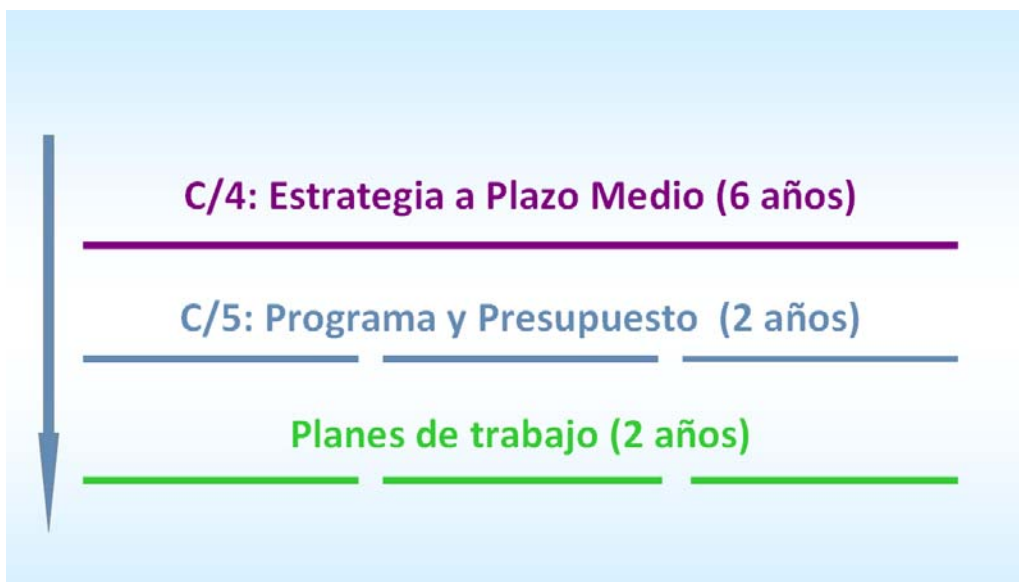 C/4: Estrategia a Plazo Medio (6 años)
C/5: Programa y Presupuesto (2 años)
Planes de trabajo (2 años)